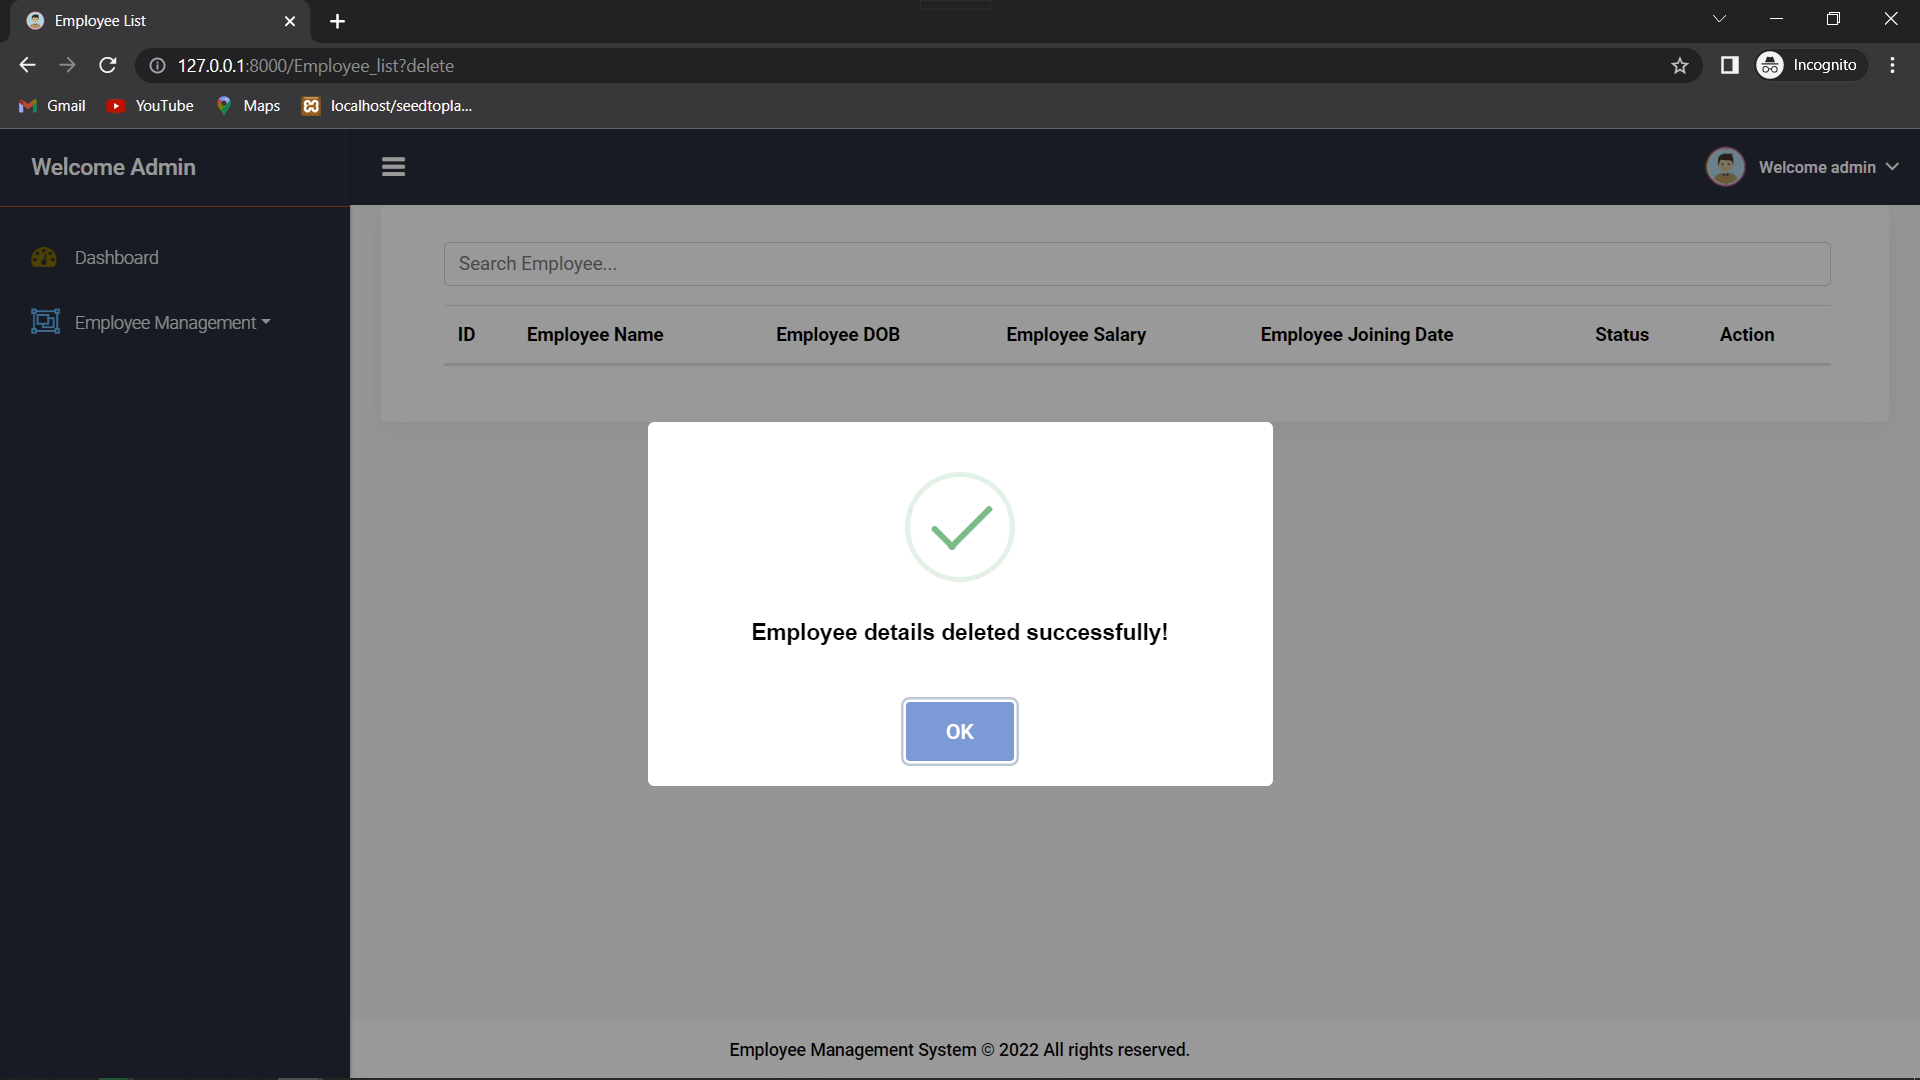 Employee List
127.0.0.1:8000/Employee_list?delete
Incognito
Gmail YouTube Maps localhost/seedtopla...
Welcome Admin
Welcome admin
Dashboard
Employee Management
Search Employee...
ID Employee Name Employee DOB Employee Salary Employee Joining Date Status Action
Employee details deleted successfully!
OK
Employee Management System © 2022 All rights reserved.